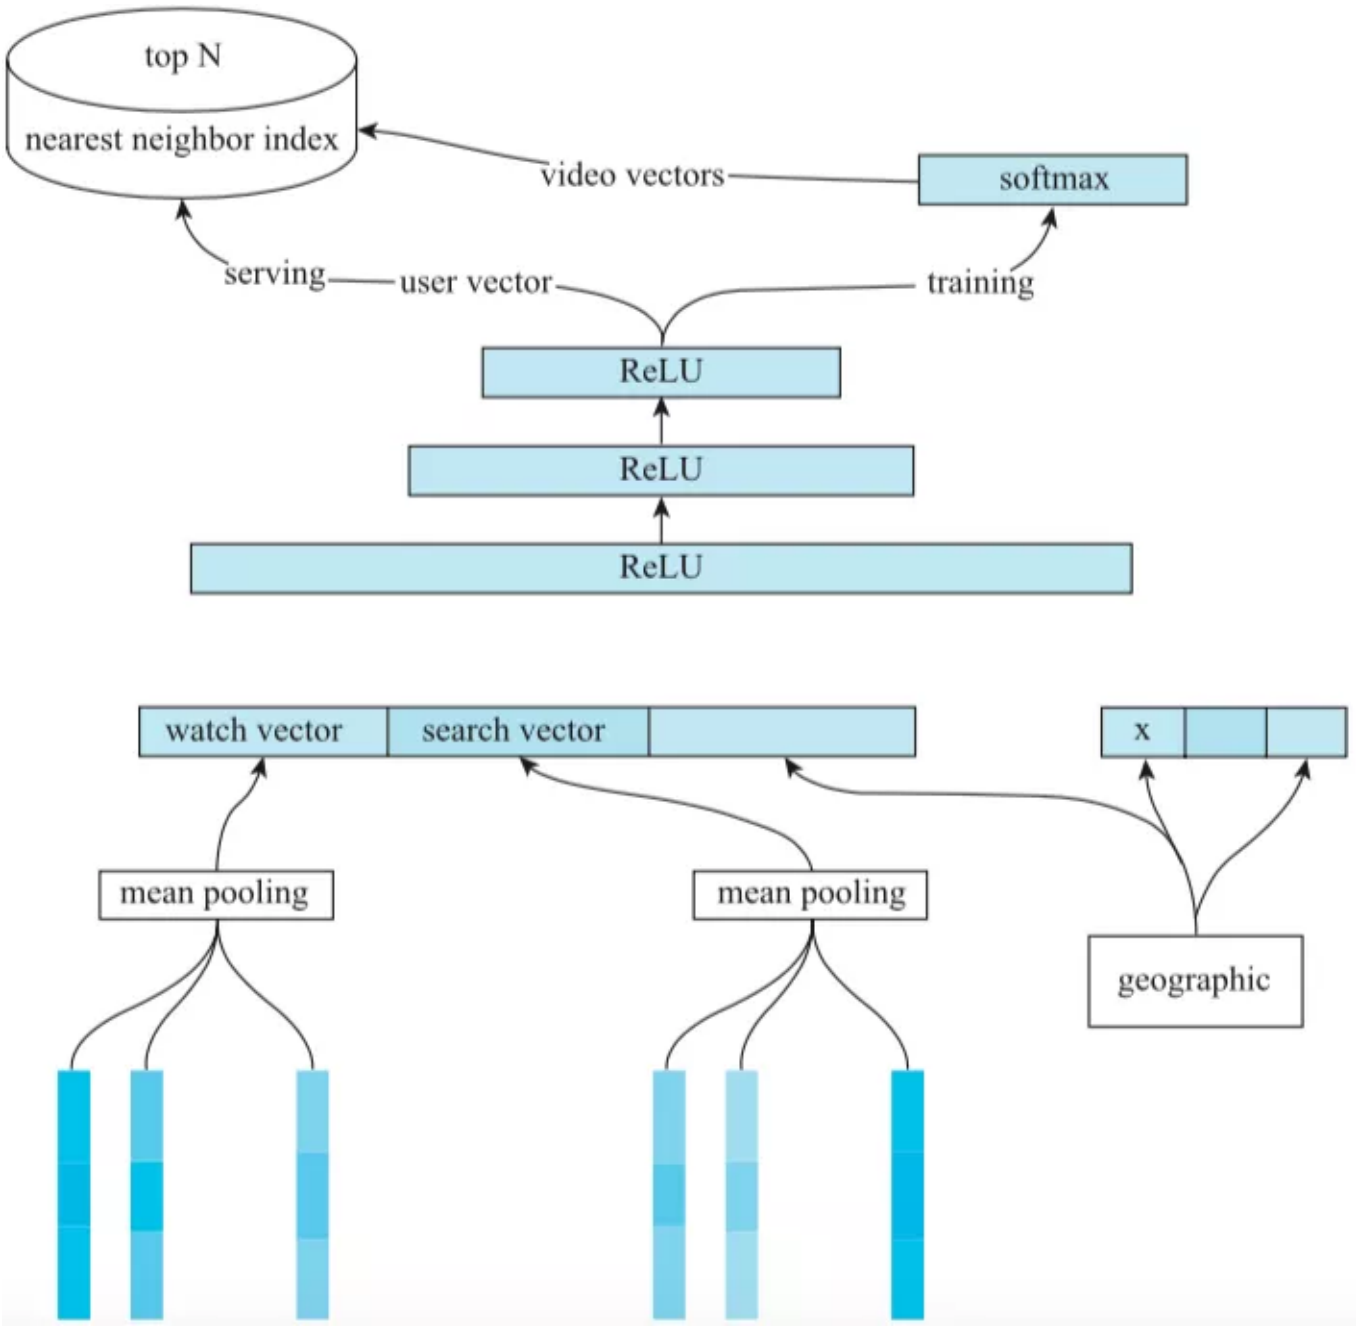 top N
nearest neighbor index
video vectors
softmax
serving
user vector
training
ReLU
ReLU
ReLU
watch vector
search vector
x
mean pooling
mean pooling
geographic